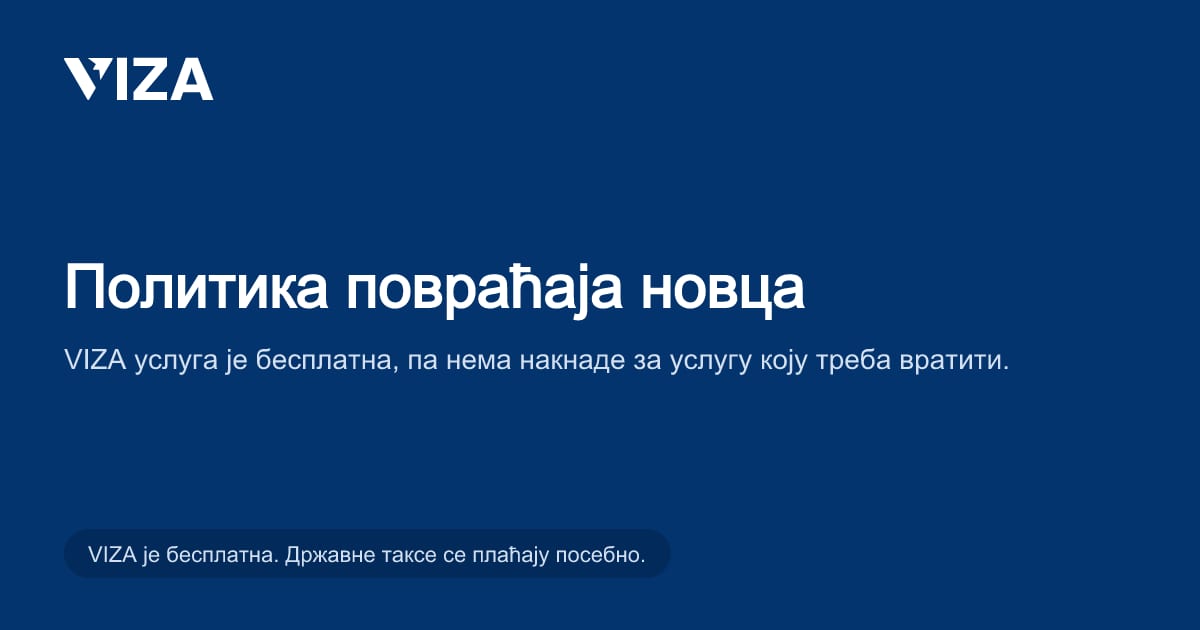 VIZA
Политика повраћаја новца
VIZA услуга је бесплатна, па нема накнаде за услугу коју треба вратити.
VIZA је бесплатна. Државне таксе се плаћају посебно.